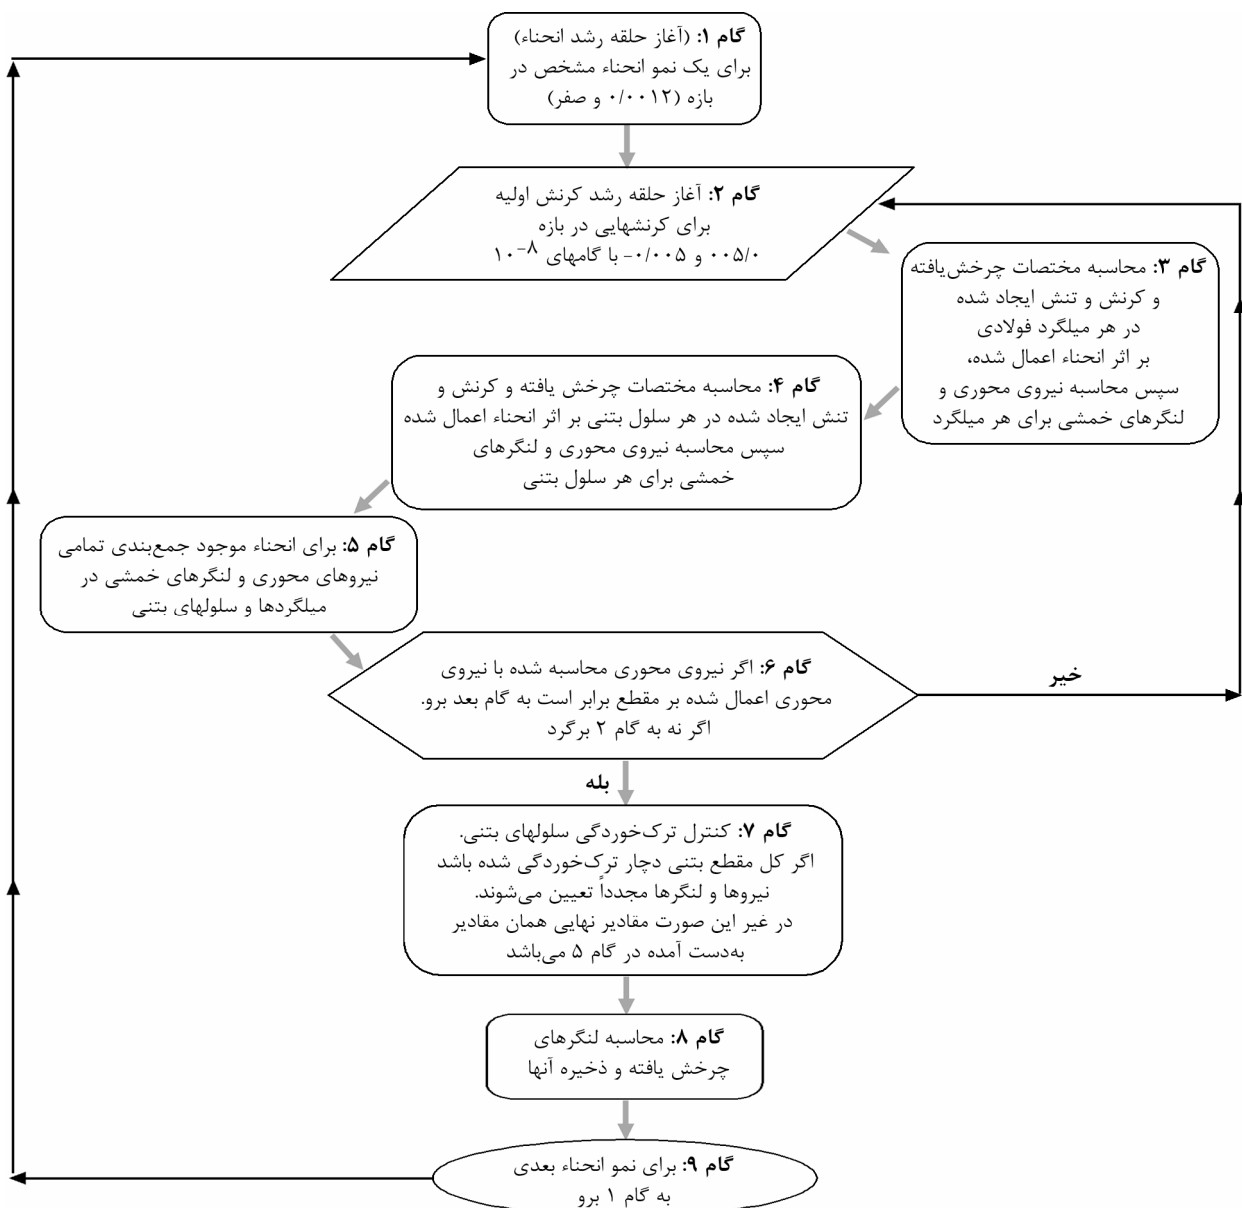 گام ۱: (آغاز حلقه رشد انحناء)
برای یک نمو انحناء مشخص در
بازه (۰/۰۰۱۲ و صفر)
گام ۲: آغاز حلقه رشد کرنش اولیه
برای کرنشهایی در بازه
۰۰۵/۰ و ۰/۰۰۵- با گامهای ۱۰⁻⁸
گام ۳: محاسبه مختصات چرخش‌یافته
و کرنش و تنش ایجاد شده
در هر میلگرد فولادی
بر اثر انحناء اعمال شده،
سپس محاسبه نیروی محوری و
لنگرهای خمشی برای هر میلگرد
گام ۴: محاسبه مختصات چرخش یافته و کرنش و
تنش ایجاد شده در هر سلول بتنی بر اثر انحناء اعمال شده
سپس محاسبه نیروی محوری و لنگرهای
خمشی برای هر سلول بتنی
گام ۵: برای انحناء موجود جمع‌بندی تمامی
نیروهای محوری و لنگرهای خمشی در
میلگردها و سلولهای بتنی
گام ۶: اگر نیروی محوری محاسبه شده با نیروی
محوری اعمال شده بر مقطع برابر است به گام بعد برو.
اگر نه به گام ۲ برگرد
خیر
بله
گام ۷: کنترل ترک‌خوردگی سلولهای بتنی.
اگر کل مقطع بتنی دچار ترک‌خوردگی شده باشد
نیروها و لنگرها مجدداً تعیین می‌شوند.
در غیر این صورت مقادیر نهایی همان مقادیر
به‌دست آمده در گام ۵ می‌باشد
گام ۸: محاسبه لنگرهای
چرخش یافته و ذخیره آنها
گام ۹: برای نمو انحناء بعدی
به گام ۱ برو